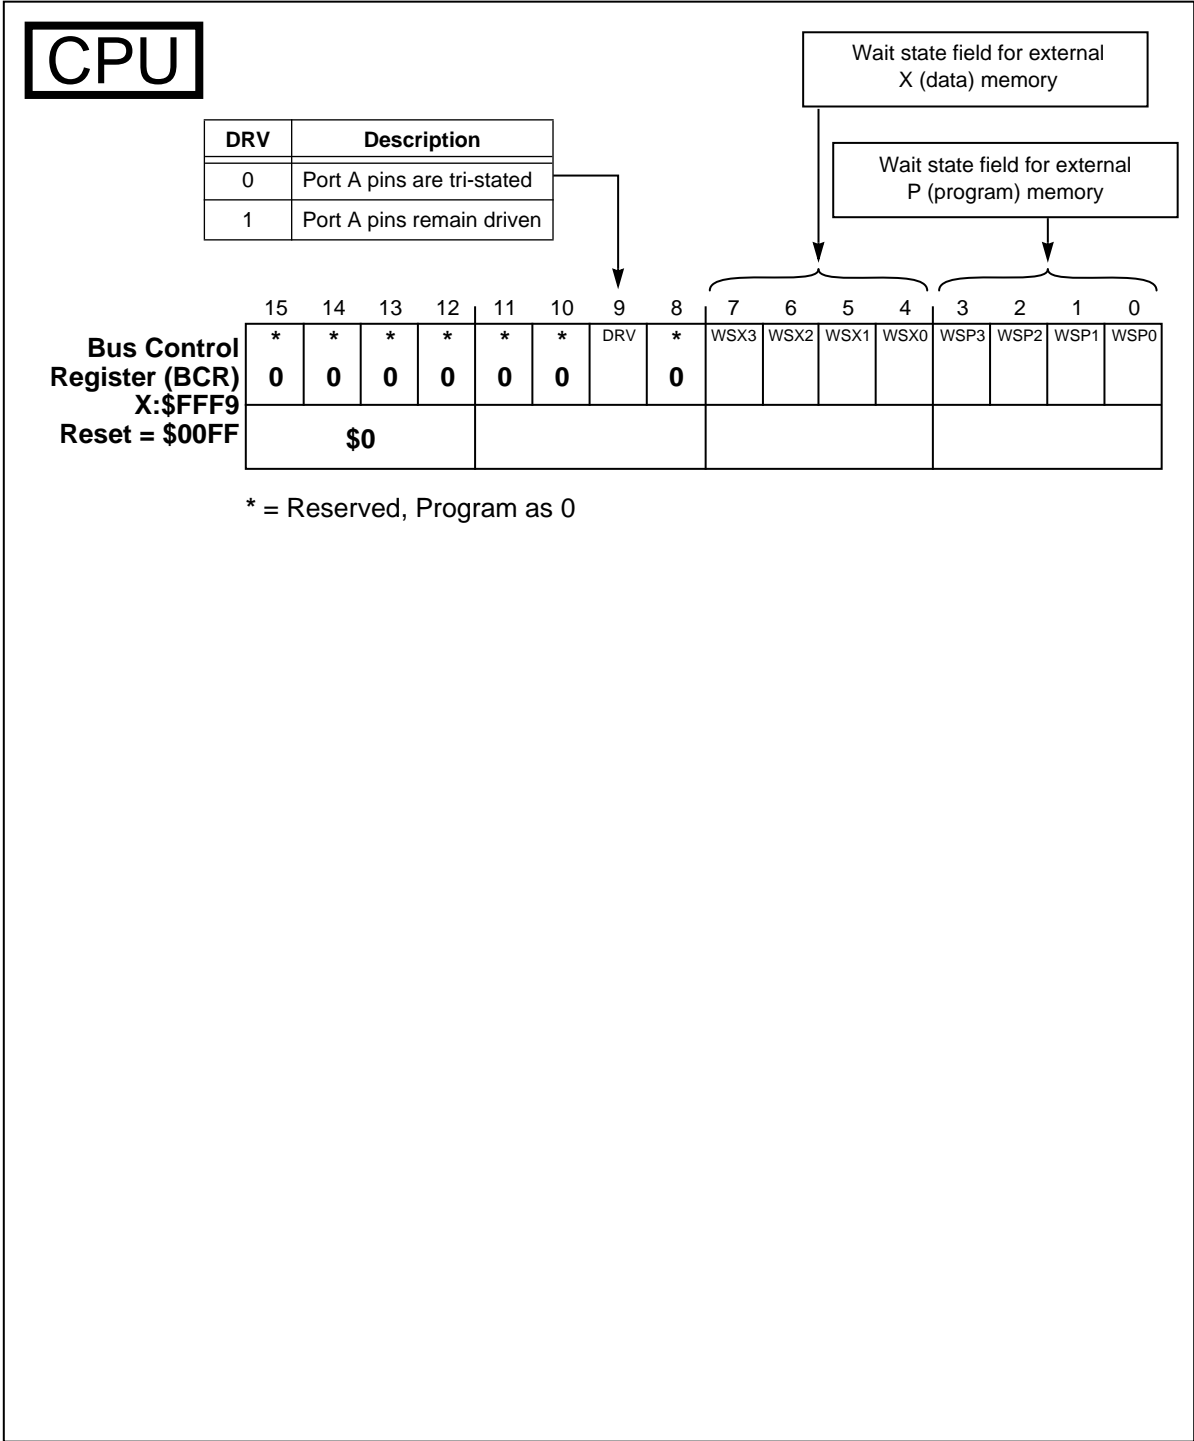 CPU
Wait state field for external
X (data) memory
DRV Description
0 Port A pins are tri-stated
1 Port A pins remain driven
Wait state field for external
P (program) memory
15 14 13 12 11 10 9 8 7 6 5 4 3 2 1 0
* * * * * * DRV * WSX3 WSX2 WSX1 WSX0 WSP3 WSP2 WSP1 WSP0
0 0 0 0 0 0 0
Bus Control
Register (BCR)
X:$FFF9
Reset = $00FF
$0
* = Reserved, Program as 0